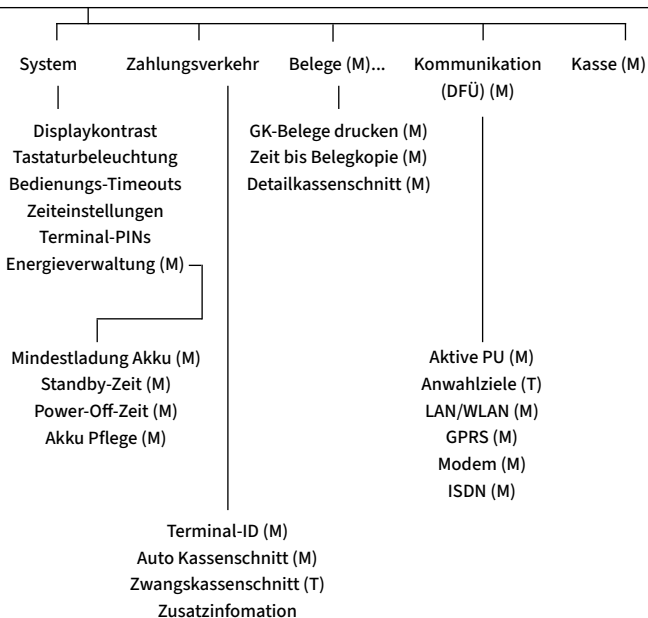 System
Zahlungsverkehr
Belege (M)...
Kommunikation
(DFÜ) (M)
Kasse (M)
Displaykontrast
Tastaturbeleuchtung
Bedienungs-Timeouts
Zeiteinstellungen
Terminal-PINs
Energieverwaltung (M)
GK-Belege drucken (M)
Zeit bis Belegkopie (M)
Detailkassenschnitt (M)
Mindestladung Akku (M)
Standby-Zeit (M)
Power-Off-Zeit (M)
Akku Pflege (M)
Aktive PU (M)
Anwahlziele (T)
LAN/WLAN (M)
GPRS (M)
Modem (M)
ISDN (M)
Terminal-ID (M)
Auto Kassenschnitt (M)
Zwangskassenschnitt (T)
Zusatzinfomation